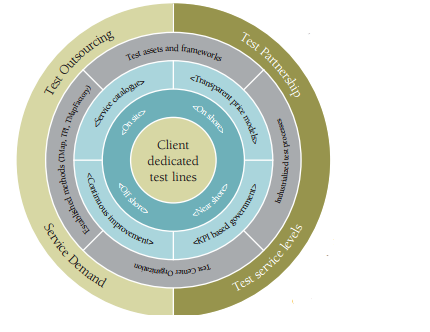 Test Outsourcing
Test Partnership
Test assets and frameworks
Established methods (TMap, TPI, TMapFactory)
Industrialized test processes
<Service catalogue>
<Transparent price models>
<On site>
<On shore>
Client
dedicated
test lines
<Off shore>
<Near shore>
<Continuous improvement>
<KPI based government>
Test Center Organization
Service Demand
Test service levels